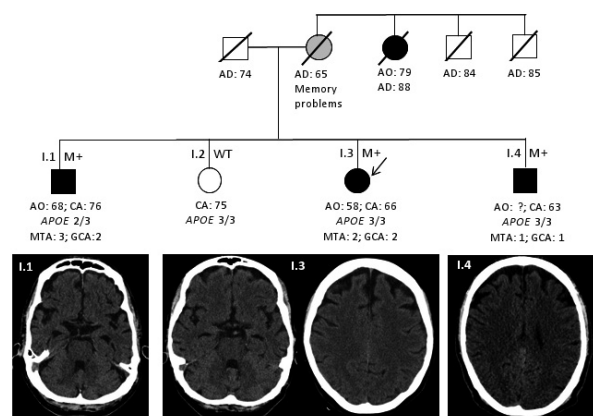 AD: 74
AD: 65
Memory
problems
AO: 79
AD: 88
AD: 84
AD: 85
I.1 M+
I.2 WT
I.3 M+
I.4 M+
AO: 68; CA: 76
APOE 2/3
MTA: 3; GCA:2
CA: 75
APOE 3/3
AO: 58; CA: 66
APOE 3/3
MTA: 2; GCA: 2
AO: ?; CA: 63
APOE 3/3
MTA: 1; GCA: 1
I.1
I.3
I.4